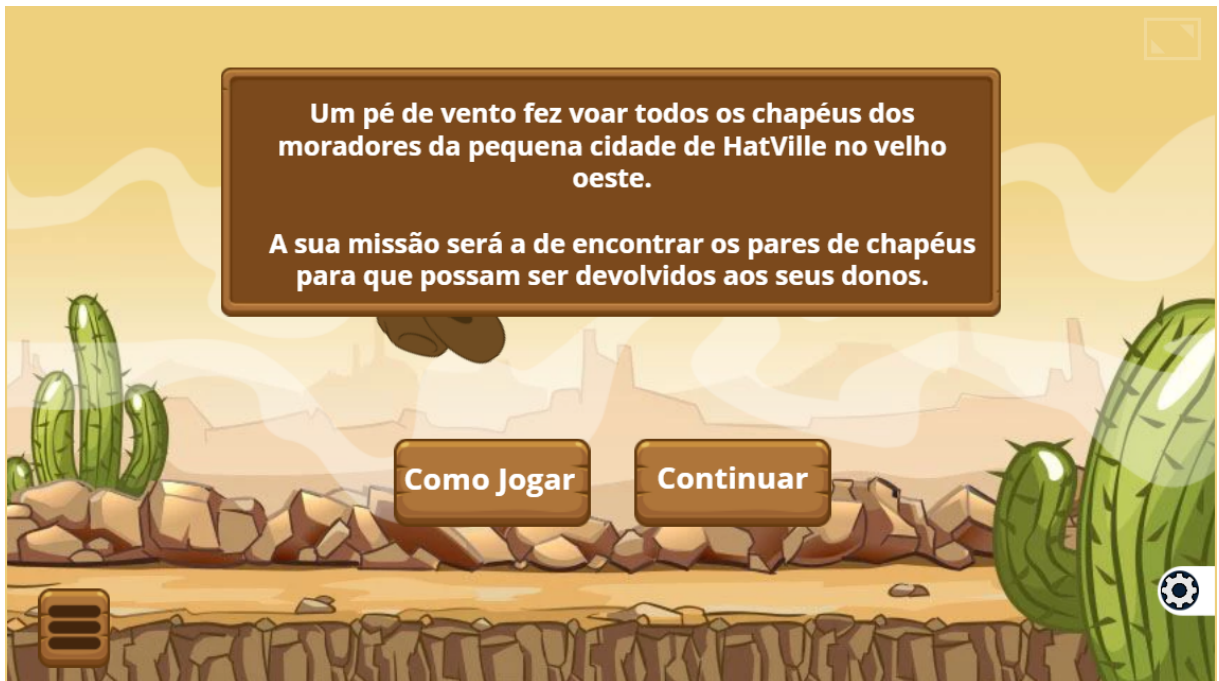 Um pé de vento fez voar todos os chapéus dos
moradores da pequena cidade de HatVille no velho
oeste.
A sua missão será a de encontrar os pares de chapéus
para que possam ser devolvidos aos seus donos.
Como Jogar
Continuar